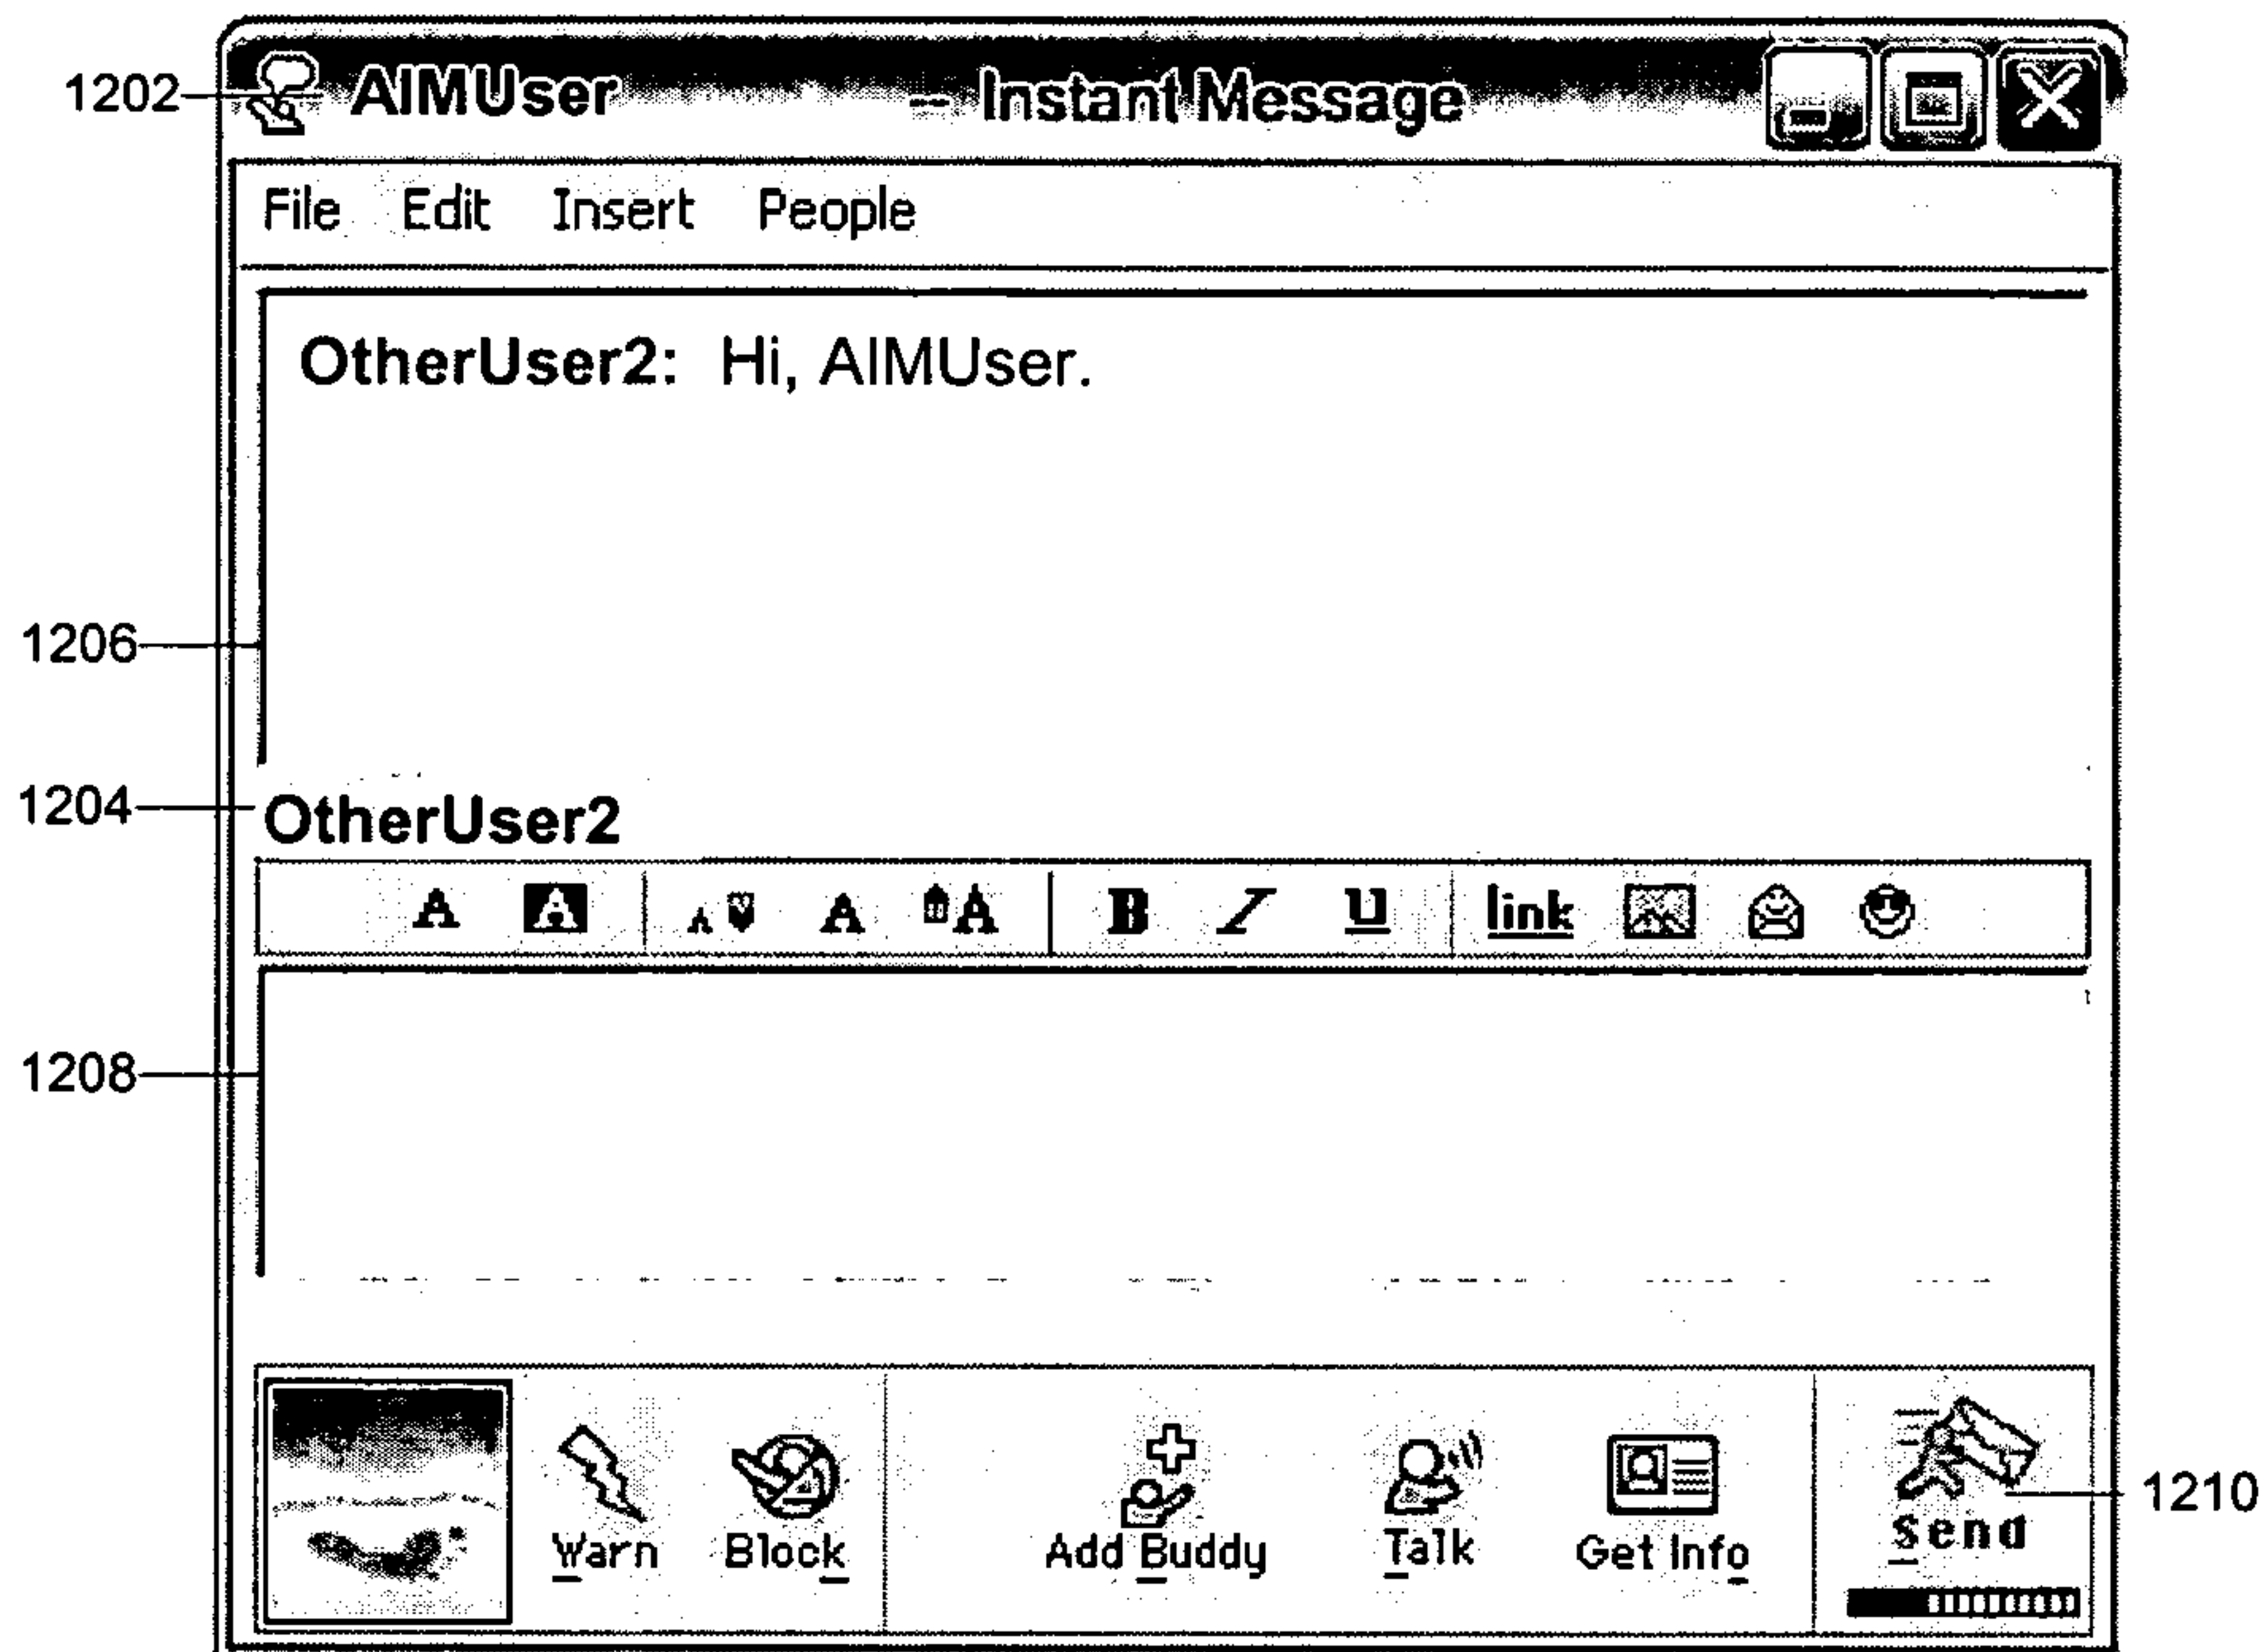 1202 AIMUser -- Instant Message
File Edit Insert People
OtherUser2: Hi, AIMUser.
1206
1204 OtherUser2
A A A A A B I U link
1208
Warn Block Add Buddy Talk Get Info Send
1210